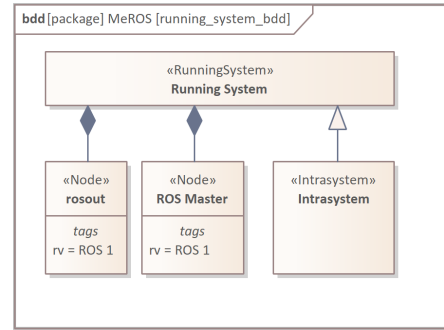 bdd [package] MeROS [running_system_bdd]
«RunningSystem»
Running System
«Node»
rosout
tags
rv = ROS 1
«Node»
ROS Master
tags
rv = ROS 1
«Intrasystem»
Intrasystem